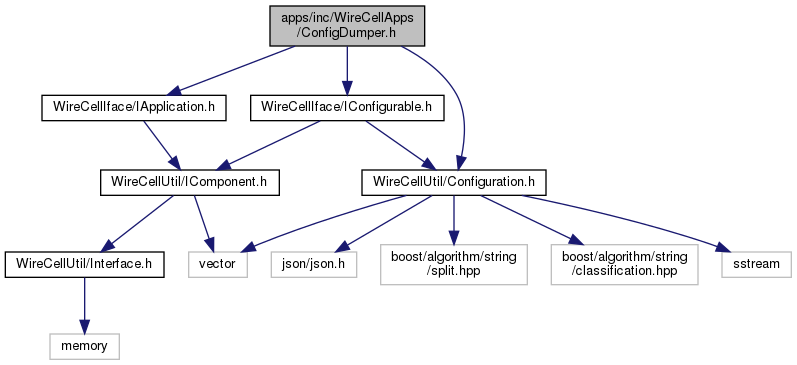 apps/inc/WireCellApps
/ConfigDumper.h
WireCellIface/IApplication.h
WireCellIface/IConfigurable.h
WireCellUtil/IComponent.h
WireCellUtil/Configuration.h
WireCellUtil/Interface.h
vector
json/json.h
boost/algorithm/string
/split.hpp
boost/algorithm/string
/classification.hpp
sstream
memory